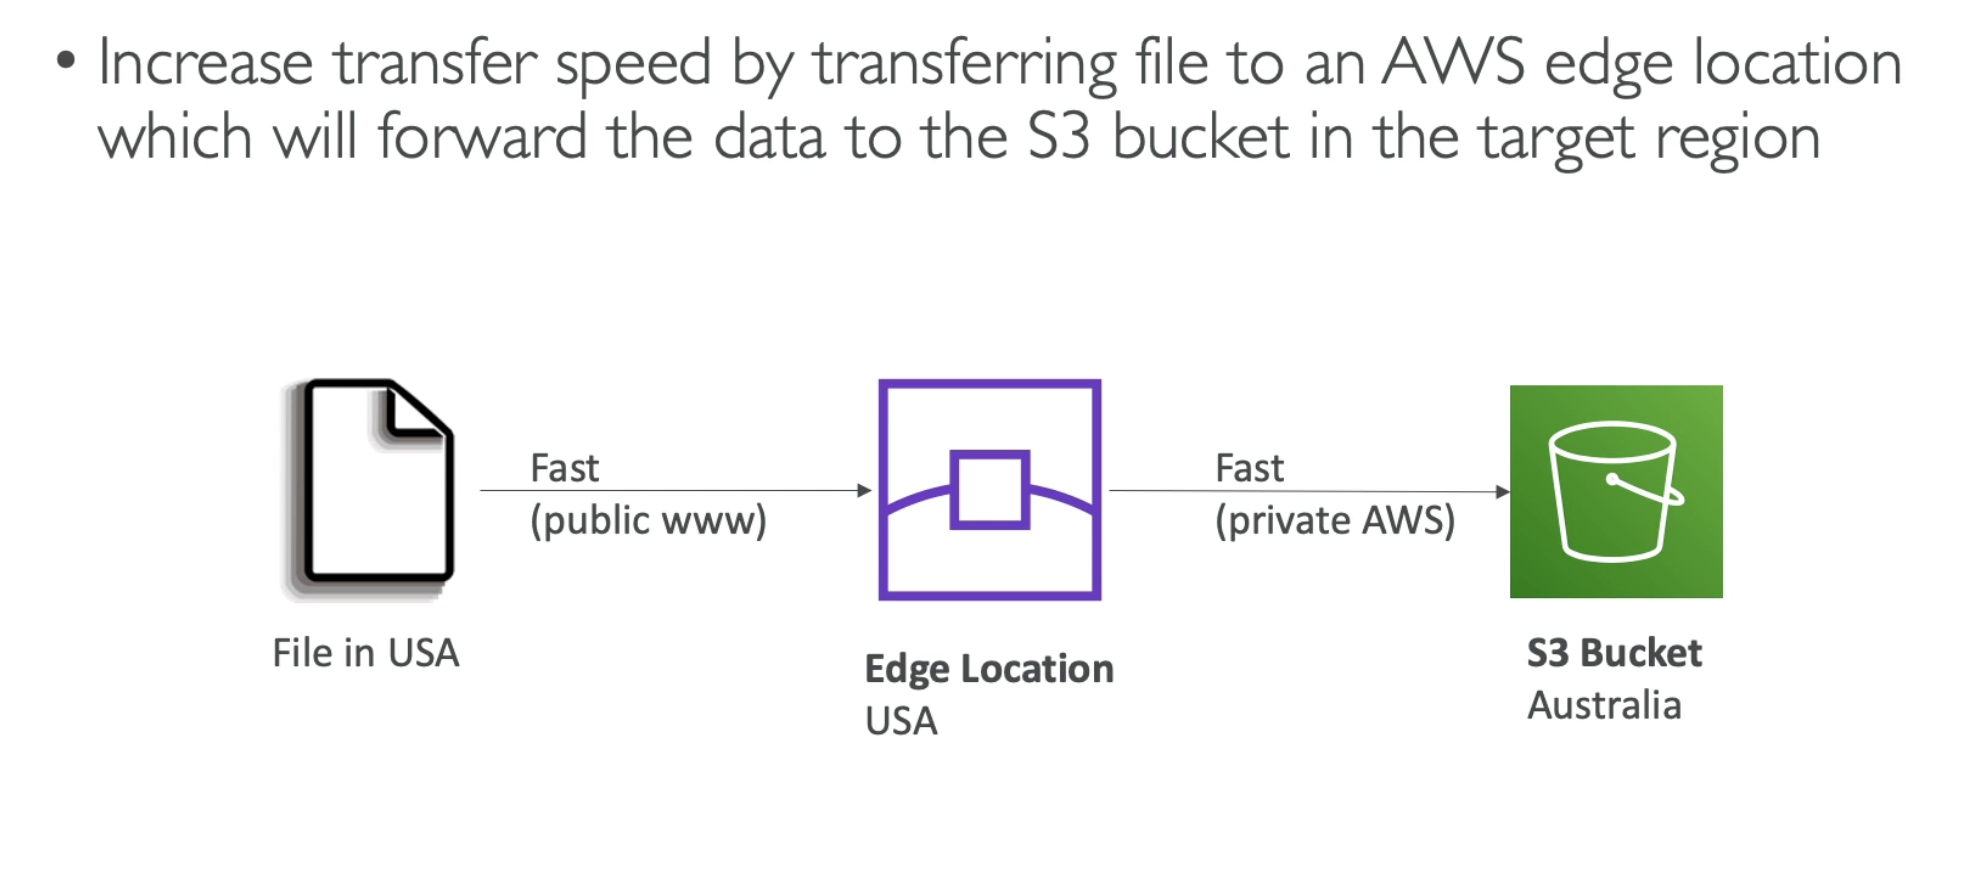 • Increase transfer speed by transferring file to an AWS edge location
which will forward the data to the S3 bucket in the target region
Fast
(public www)
Fast
(private AWS)
File in USA
Edge Location
USA
S3 Bucket
Australia